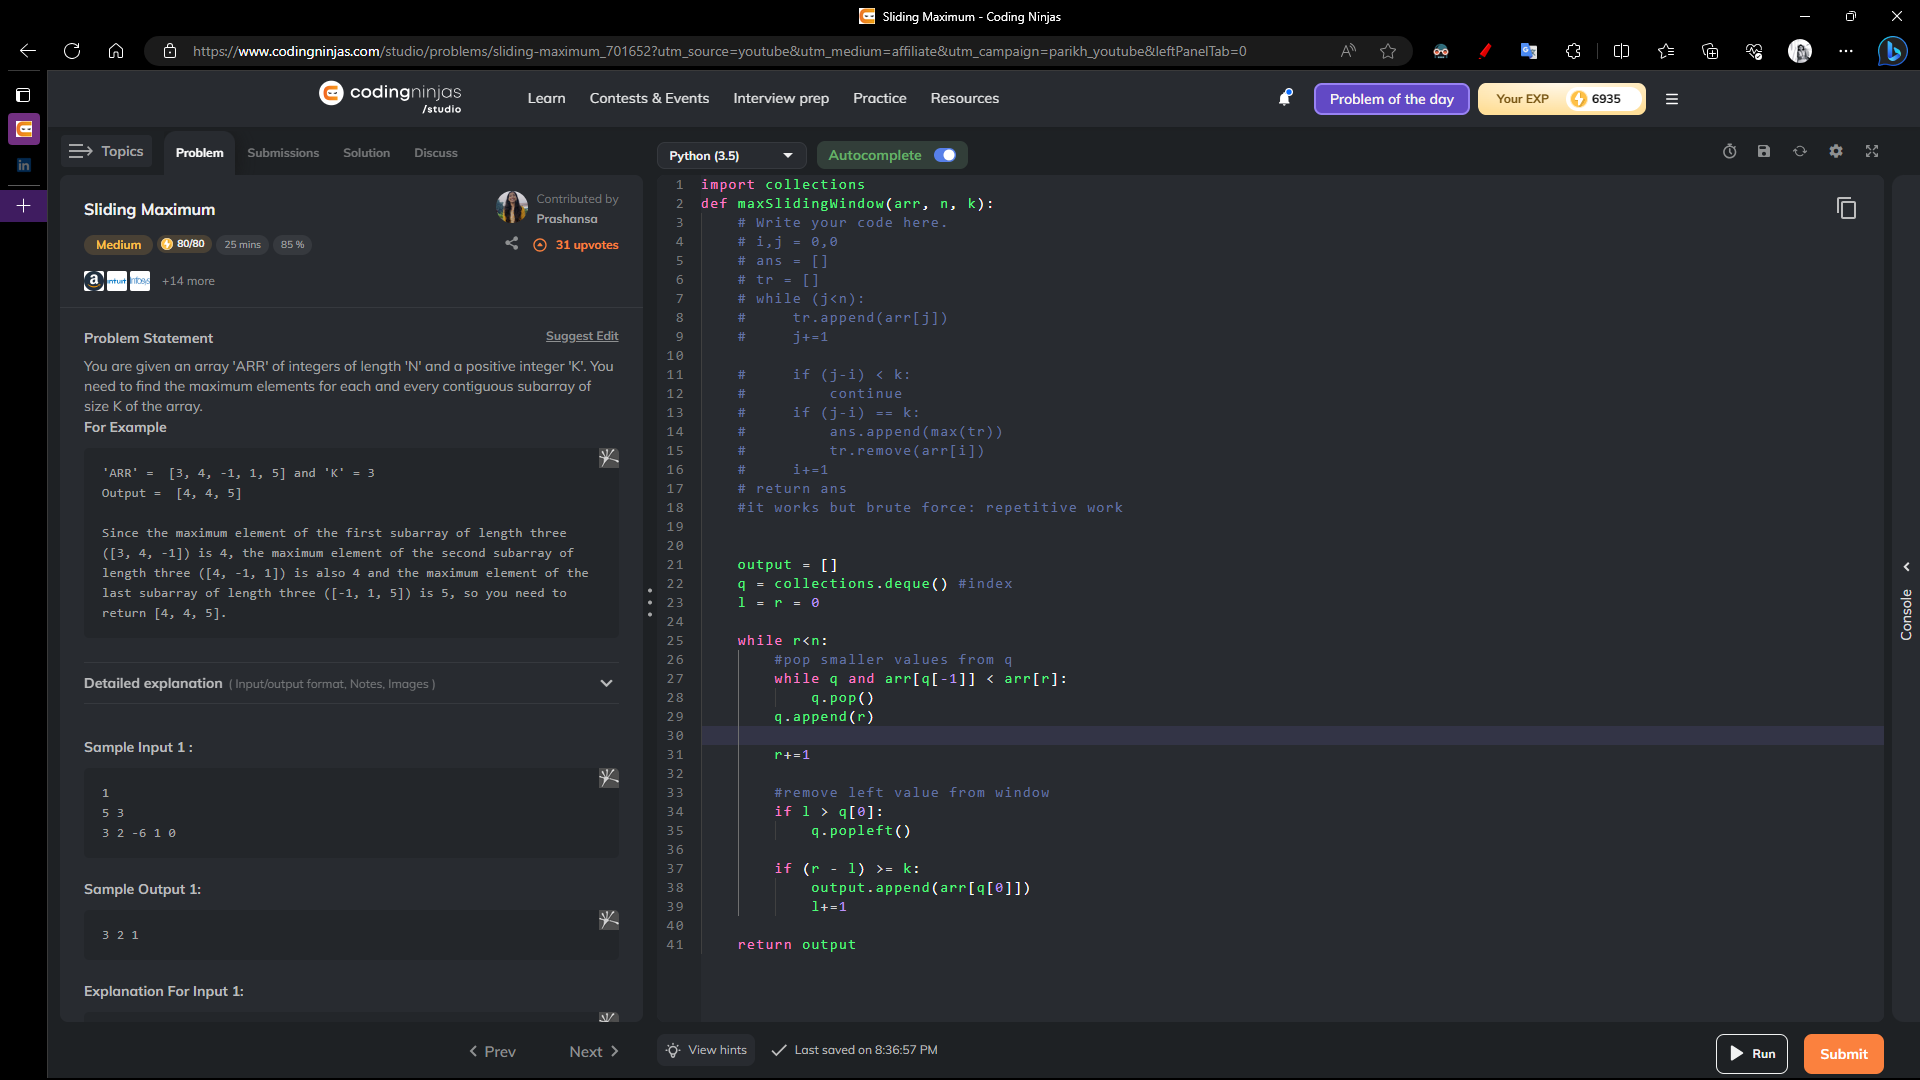 Sliding Maximum - Coding Ninjas
https://www.codingninjas.com/studio/problems/sliding-maximum_701652?utm_source=youtube&utm_medium=affiliate&utm_campaign=parikh_youtube&leftPanelTab=0
codingninjas
/studio
Learn
Contests & Events
Interview prep
Practice
Resources
Problem of the day
Your EXP
6935
Topics
Problem
Submissions
Solution
Discuss
Sliding Maximum
Contributed by
Prashansa
Medium
80/80
25 mins
85 %
31 upvotes
a
intuit
+14 more
Problem Statement
Suggest Edit
You are given an array 'ARR' of integers of length 'N' and a positive integer 'K'. You
need to find the maximum elements for each and every contiguous subarray of
size K of the array.
For Example
'ARR' =  [3, 4, -1, 1, 5] and 'K' = 3
Output =  [4, 4, 5]
Since the maximum element of the first subarray of length three
([3, 4, -1]) is 4, the maximum element of the second subarray of
length three ([4, -1, 1]) is also 4 and the maximum element of the
last subarray of length three ([-1, 1, 5]) is 5, so you need to
return [4, 4, 5].
Detailed explanation ( Input/output format, Notes, Images )
Sample Input 1 :
1
5 3
3 2 -6 1 0
Sample Output 1:
3 2 1
Explanation For Input 1:
Prev
Next
Python (3.5)
Autocomplete
1 import collections
2 def maxSlidingWindow(arr, n, k):
3     # Write your code here.
4     # i,j = 0,0
5     # ans = []
6     # tr = []
7     # while (j<n):
8     #     tr.append(arr[j])
9     #     j+=1
10
11     #     if (j-i) < k:
12     #         continue
13     #     if (j-i) == k:
14     #         ans.append(max(tr))
15     #         tr.remove(arr[i])
16     #     i+=1
17     # return ans
18     #it works but brute force: repetitive work
19
20
21     output = []
22     q = collections.deque() #index
23     l = r = 0
24
25     while r<n:
26         #pop smaller values from q
27         while q and arr[q[-1]] < arr[r]:
28             q.pop()
29         q.append(r)
30
31         r+=1
32
33         #remove left value from window
34         if l > q[0]:
35             q.popleft()
36
37         if (r - l) >= k:
38             output.append(arr[q[0]])
39             l+=1
40
41     return output
Console
View hints
Last saved on 8:36:57 PM
Run
Submit